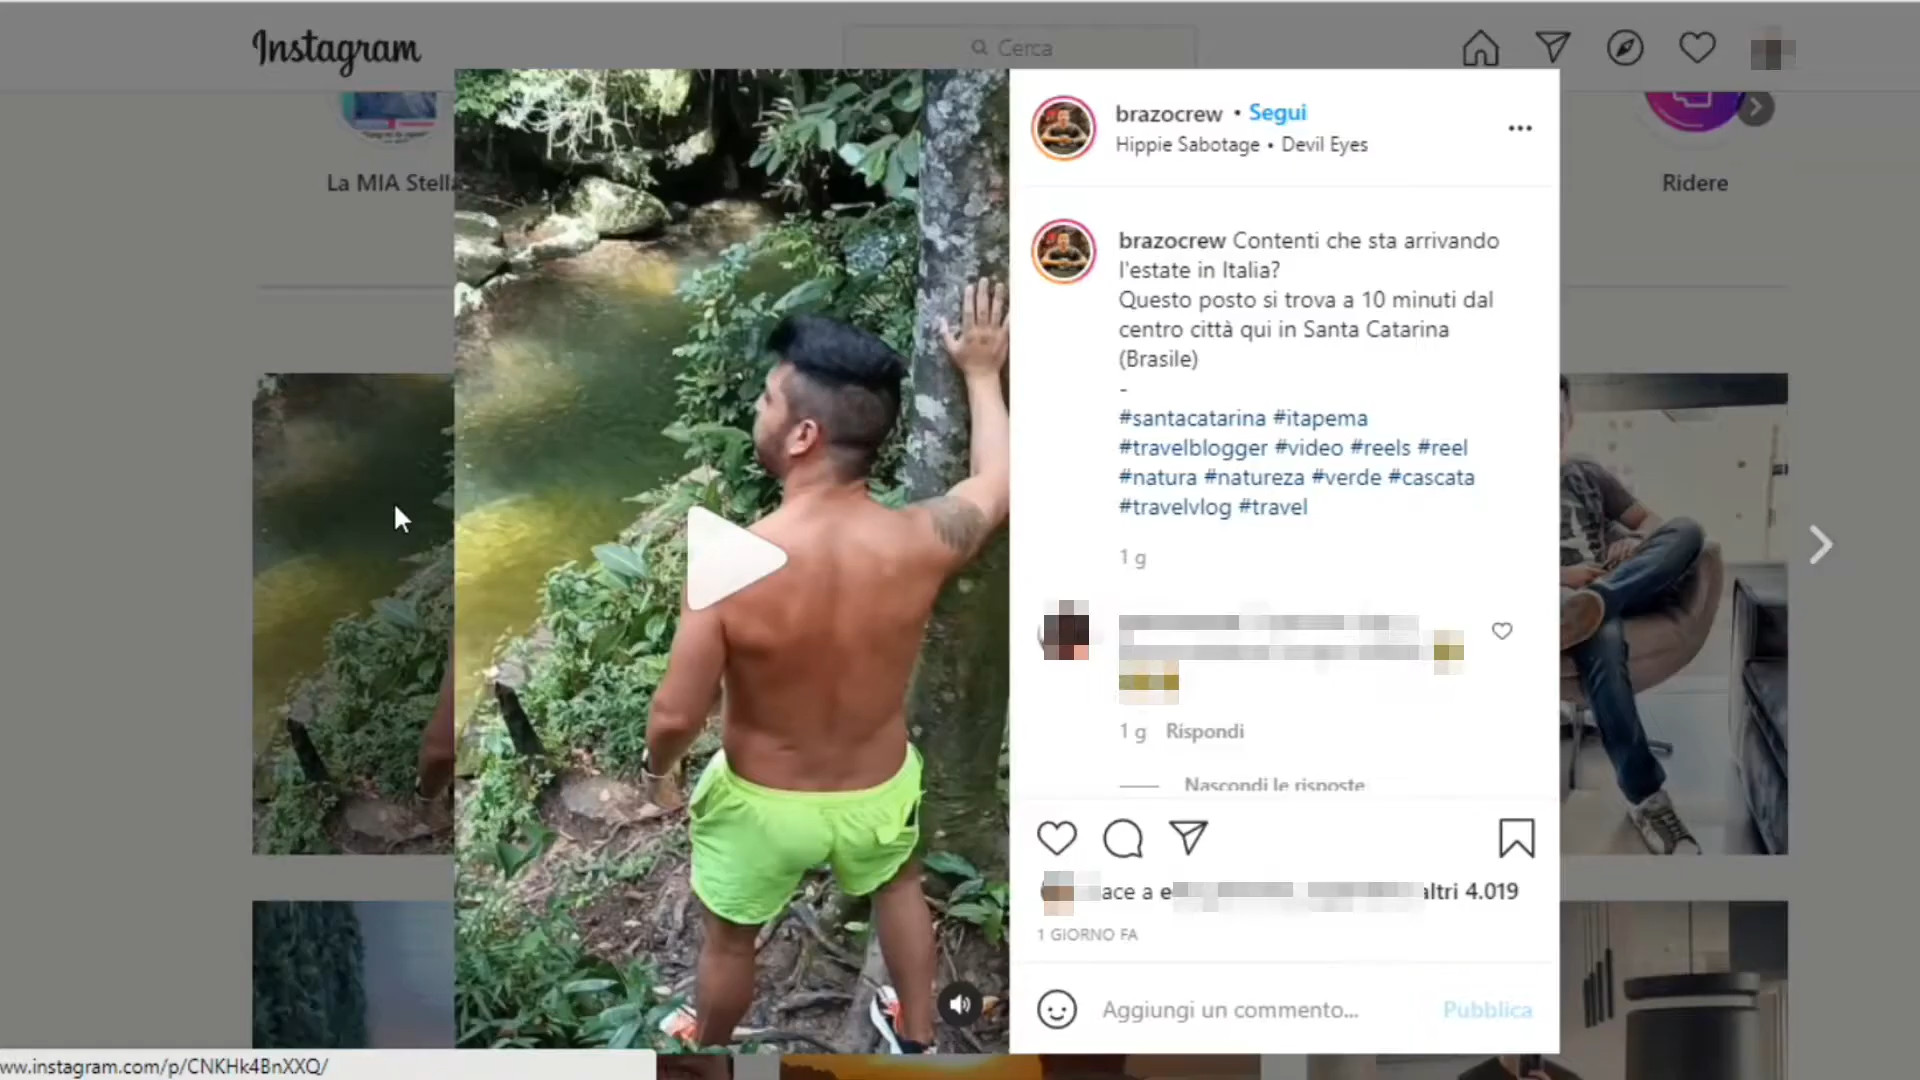 Instagram
Cerca
La MIA Stell
Ridere
brazocrew • Segui
Hippie Sabotage • Devil Eyes
brazocrew Contenti che sta arrivando
l'estate in Italia?
Questo posto si trova a 10 minuti dal
centro città qui in Santa Catarina
(Brasile)
-
#santacatarina #itapema
#travelblogger #video #reels #reel
#natura #natureza #verde #cascata
#travelvlog #travel
1 g
1 g Rispondi
Nascondi le risposte
ace a e altri 4.019
1 GIORNO FA
Aggiungi un commento... Pubblica
ww.instagram.com/p/CNKHk4BnXXQ/